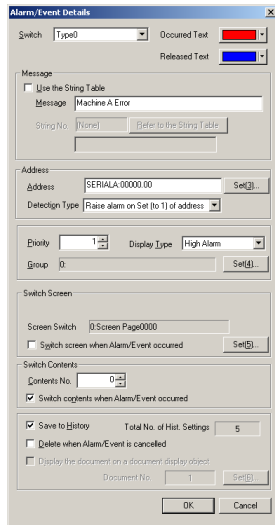 Alarm/Event Details
Switch Type0 Occurred Text
Released Text
Message
Use the String Table
Message Machine A Error
String No. (None) Refer to the String Table
Address
Address SERIALA:00000.00 Set(3)...
Detection Type Raise alarm on Set (to 1) of address
Priority 1 Display Type High Alarm
Group 0: Set(4)...
Switch Screen
Screen Switch 0:Screen Page0000
Switch screen when Alarm/Event occurred Set(5)...
Switch Contents
Contents No. 0
Switch contents when Alarm/Event occurred
Save to History Total No. of Hist. Settings 5
Delete when Alarm/Event is cancelled
Display the document on a document display object
Document No. 1 Set(6)...
OK Cancel